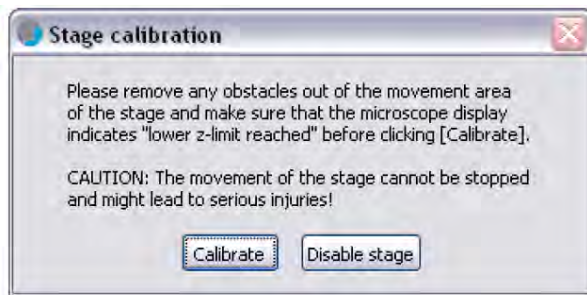 Stage calibration
Please remove any obstacles out of the movement area
of the stage and make sure that the microscope display
indicates "lower z-limit reached" before clicking [Calibrate].
CAUTION: The movement of the stage cannot be stopped
and might lead to serious injuries!
Calibrate
Disable stage